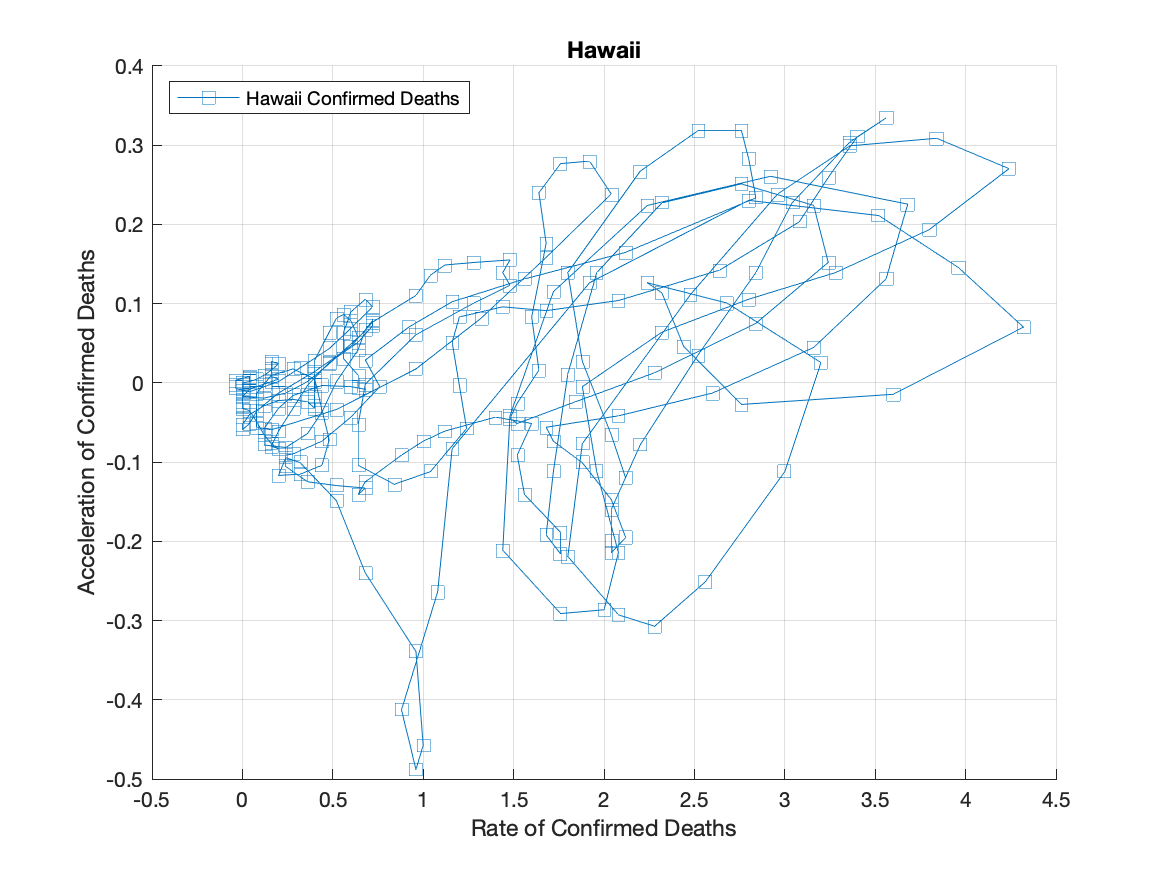 Hawaii
Hawaii Confirmed Deaths
0.4
0.3
0.2
0.1
0
-0.1
-0.2
-0.3
-0.4
-0.5
Acceleration of Confirmed Deaths
-0.5 0 0.5 1 1.5 2 2.5 3 3.5 4 4.5
Rate of Confirmed Deaths